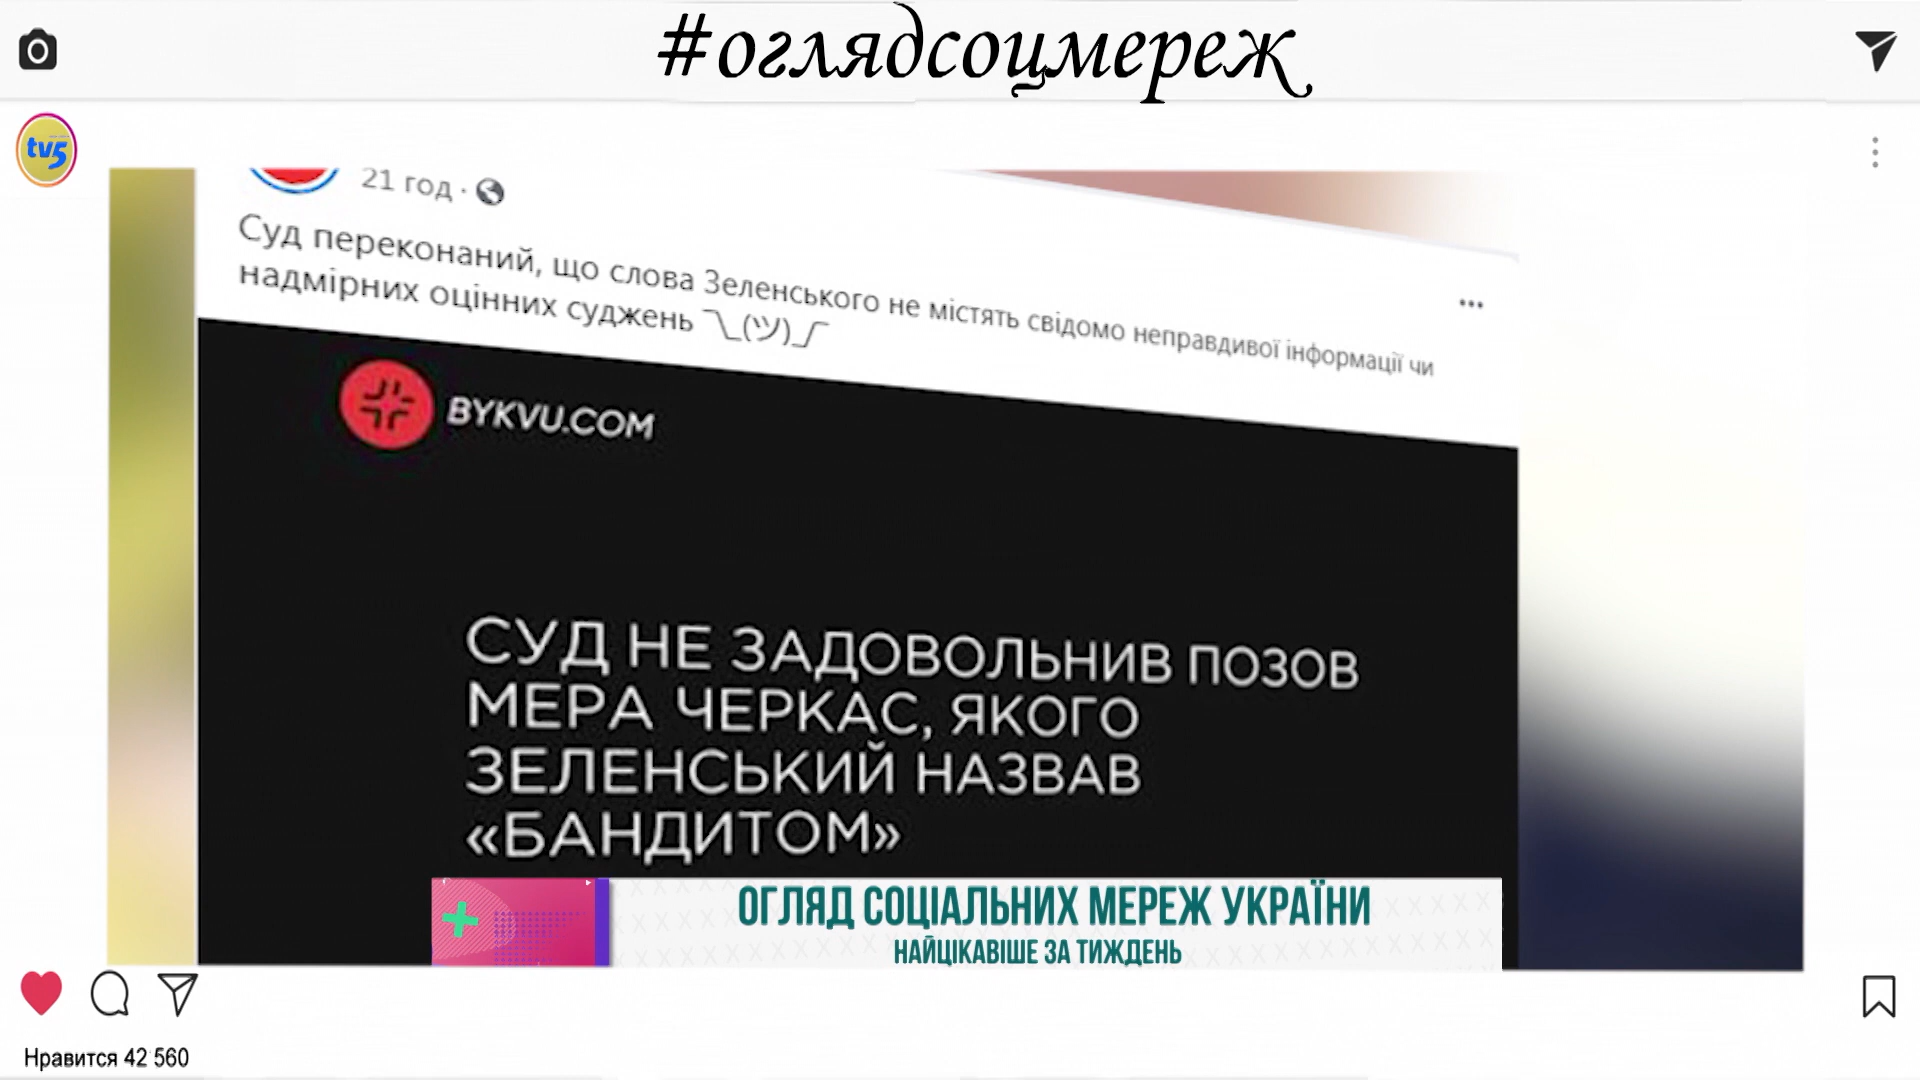 #оглядсоцмереж
tv5
21 год ·
Суд переконаний, що слова Зеленського не містять свідомо неправдивої інформації чи
надмірних оцінних суджень ¯\_(ツ)_/¯
BYKVU.COM
СУД НЕ ЗАДОВОЛЬНИВ ПОЗОВ
МЕРА ЧЕРКАС, ЯКОГО
ЗЕЛЕНСЬКИЙ НАЗВАВ
«БАНДИТОМ»
ОГЛЯД СОЦІАЛЬНИХ МЕРЕЖ УКРАЇНИ
НАЙЦІКАВІШЕ ЗА ТИЖДЕНЬ
Нравится 42 560